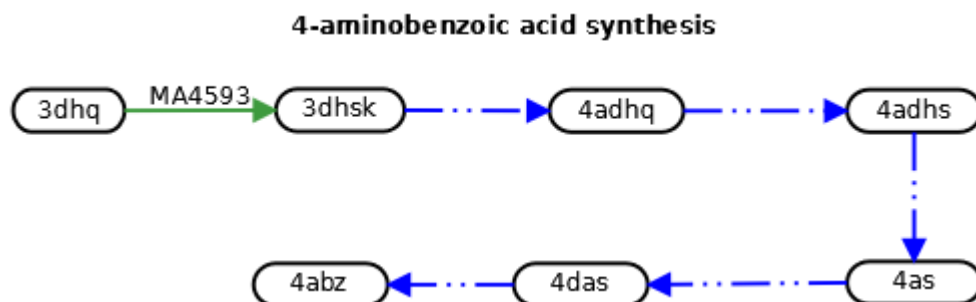 4-aminobenzoic acid synthesis
MA4593
3dhq
3dhsk
4adhq
4adhs
4abz
4das
4as